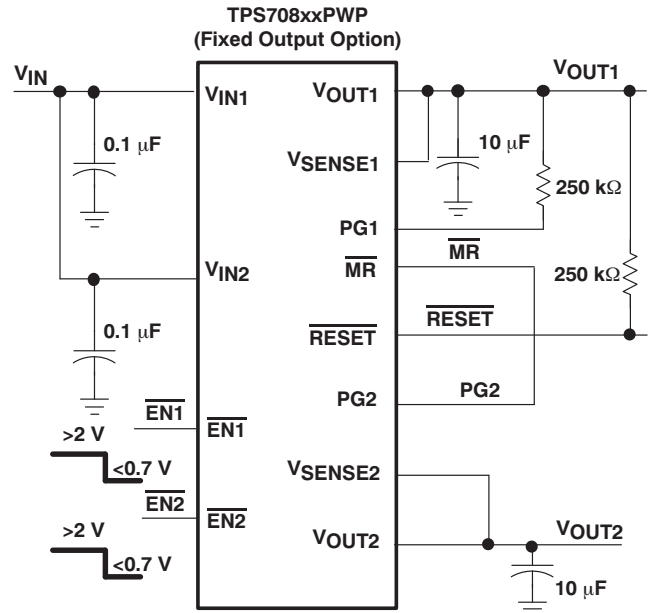 TPS708xxPWP
(Fixed Output Option)
VIN
VIN1
VOUT1
VOUT1
0.1 μF
10 μF
VSENSE1
250 kΩ
PG1
MR
MR
VIN2
250 kΩ
RESET
RESET
0.1 μF
PG2
PG2
EN1
EN1
>2 V
<0.7 V
VSENSE2
EN2
EN2
>2 V
VOUT2
VOUT2
<0.7 V
10 μF